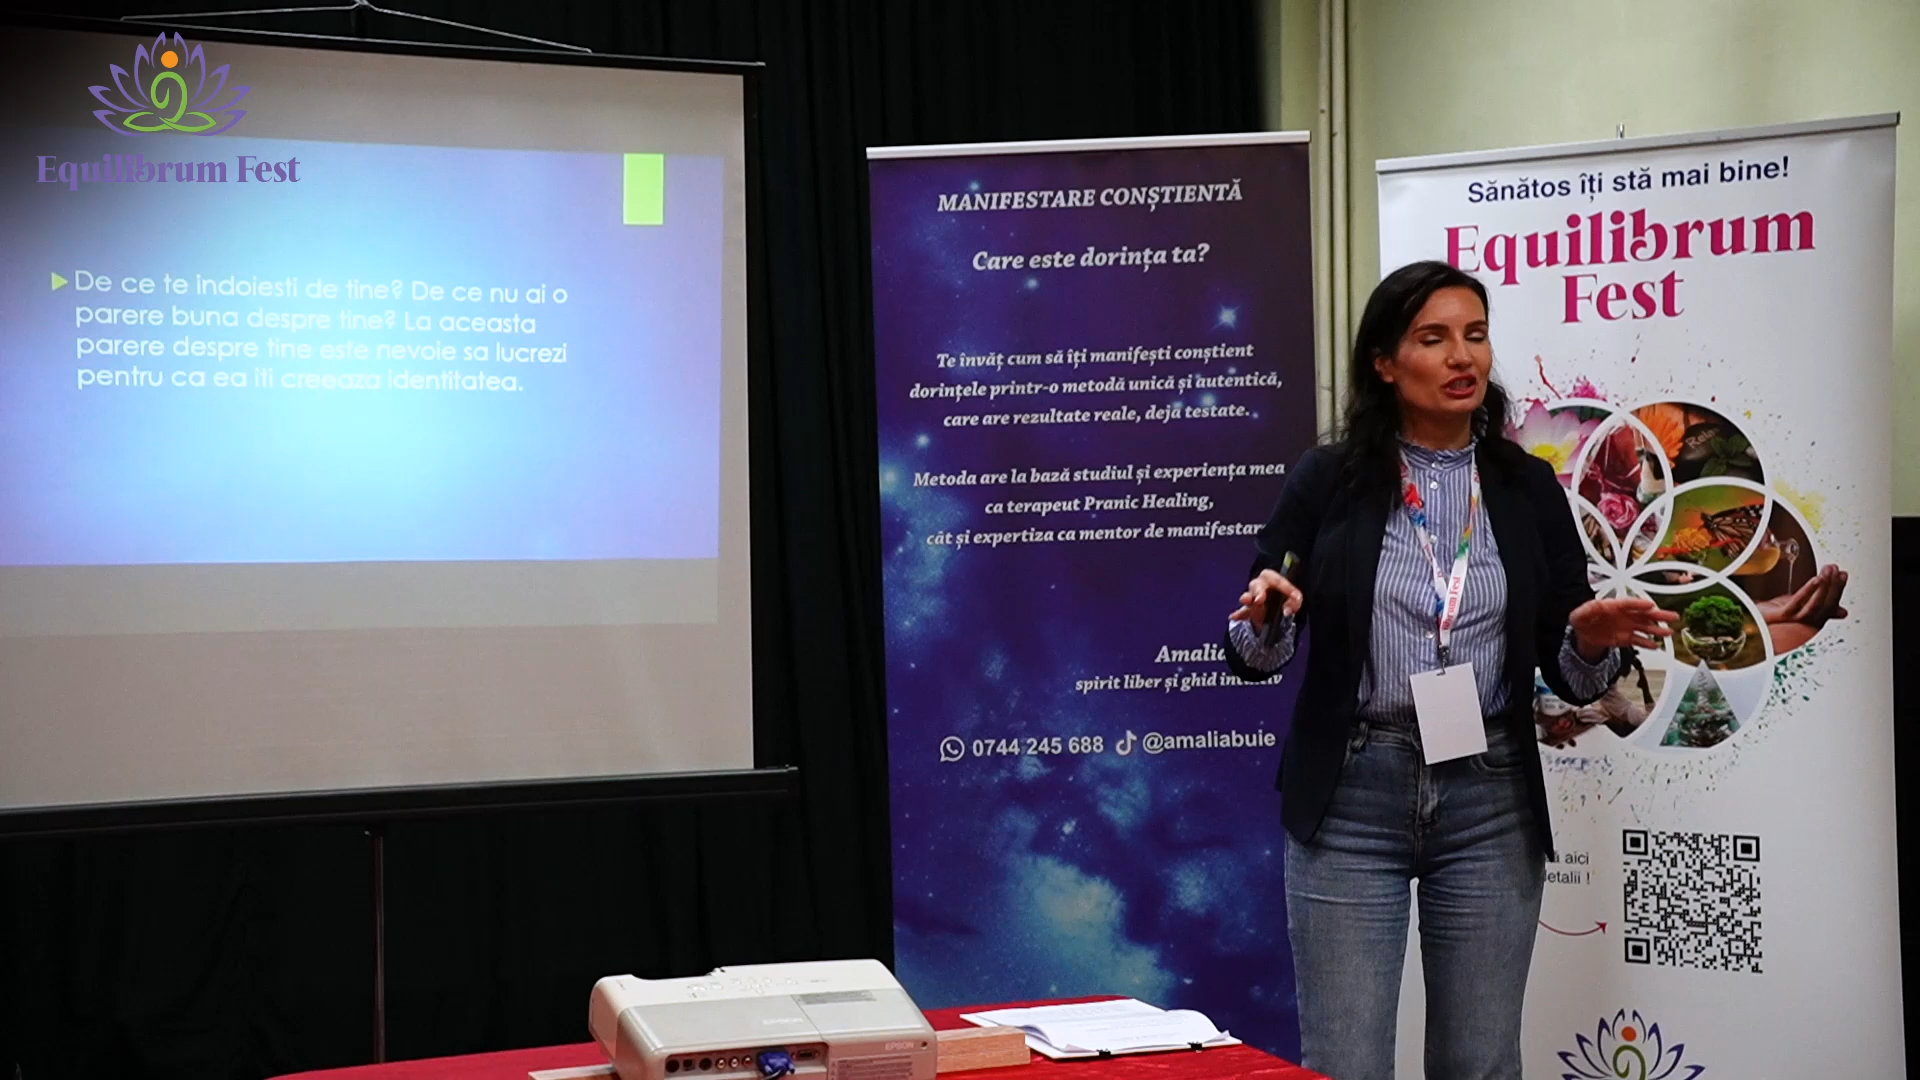 Equilibrum Fest
De ce te indoiesti de tine? De ce nu ai o
parere buna despre tine? La aceasta
parere despre tine este nevoie sa lucrezi
pentru ca ea iti creeaza identitatea.
MANIFESTARE CONȘTIENTĂ
Care este dorința ta?
Te învăț cum să îți manifești conștient
dorințele printr-o metodă unică și autentică,
care are rezultate reale, deja testate.
Metoda are la bază studiul și experiența mea
ca terapeut Pranic Healing,
cât și expertiza ca mentor de manifestar
Amalia
spirit liber și ghid intuitiv
0744 245 688 @amaliabuie
Sănătos îți stă mai bine!
Equilibrum
Fest
aici
detalii !
EPSON
EPSON